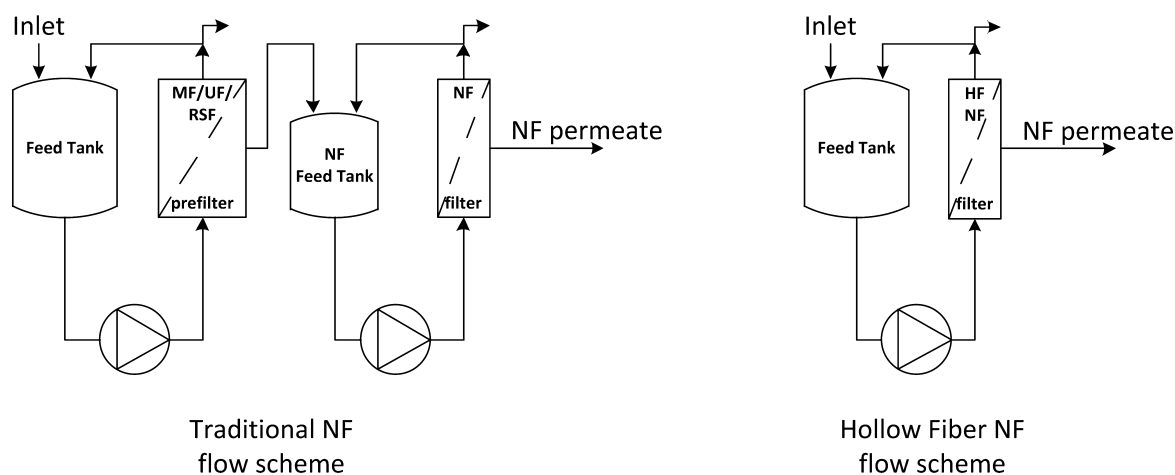 Inlet
Feed Tank
MF/UF/
RSF
prefilter
NF
Feed Tank
NF
filter
NF permeate
Traditional NF
flow scheme
Inlet
Feed Tank
HF
NF
filter
NF permeate
Hollow Fiber NF
flow scheme